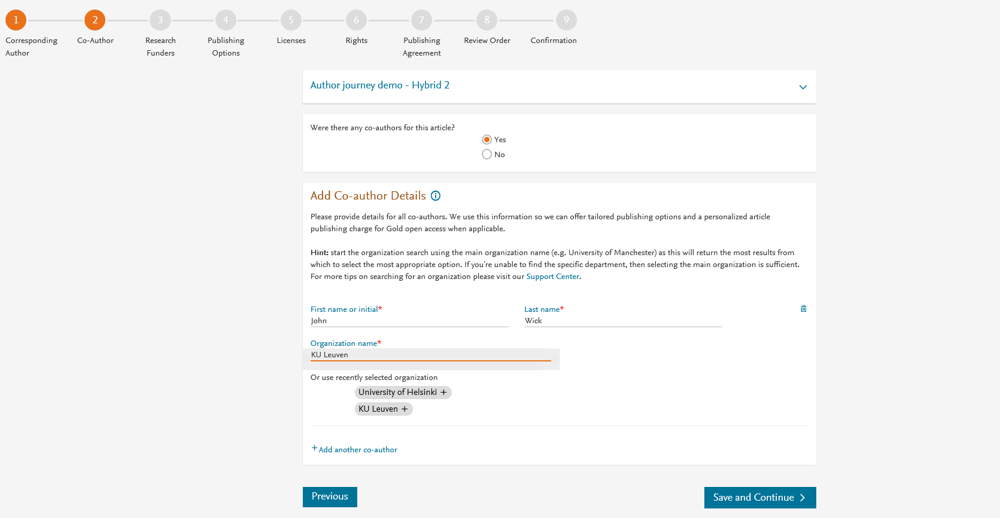 1 2 3 4 5 6 7 8 9
Corresponding Co-Author Research Publishing Licenses Rights Publishing Review Order Confirmation
Author Funders Options Agreement
Author journey demo - Hybrid 2
Were there any co-authors for this article?
Yes
No
Add Co-author Details
Please provide details for all co-authors. We use this information so we can offer tailored publishing options and a personalized article
publishing charge for Gold open access when applicable.
Hint: start the organization search using the main organization name (e.g. University of Manchester) as this will return the most results from
which to select the most appropriate option. If you're unable to find the specific department, then selecting the main organization is sufficient.
For more tips on searching for an organization please visit our Support Center.
First name or initial* Last name*
John Wick
Organization name*
KU Leuven
Or use recently selected organization
University of Helsinki +
KU Leuven +
+ Add another co-author
Previous Save and Continue